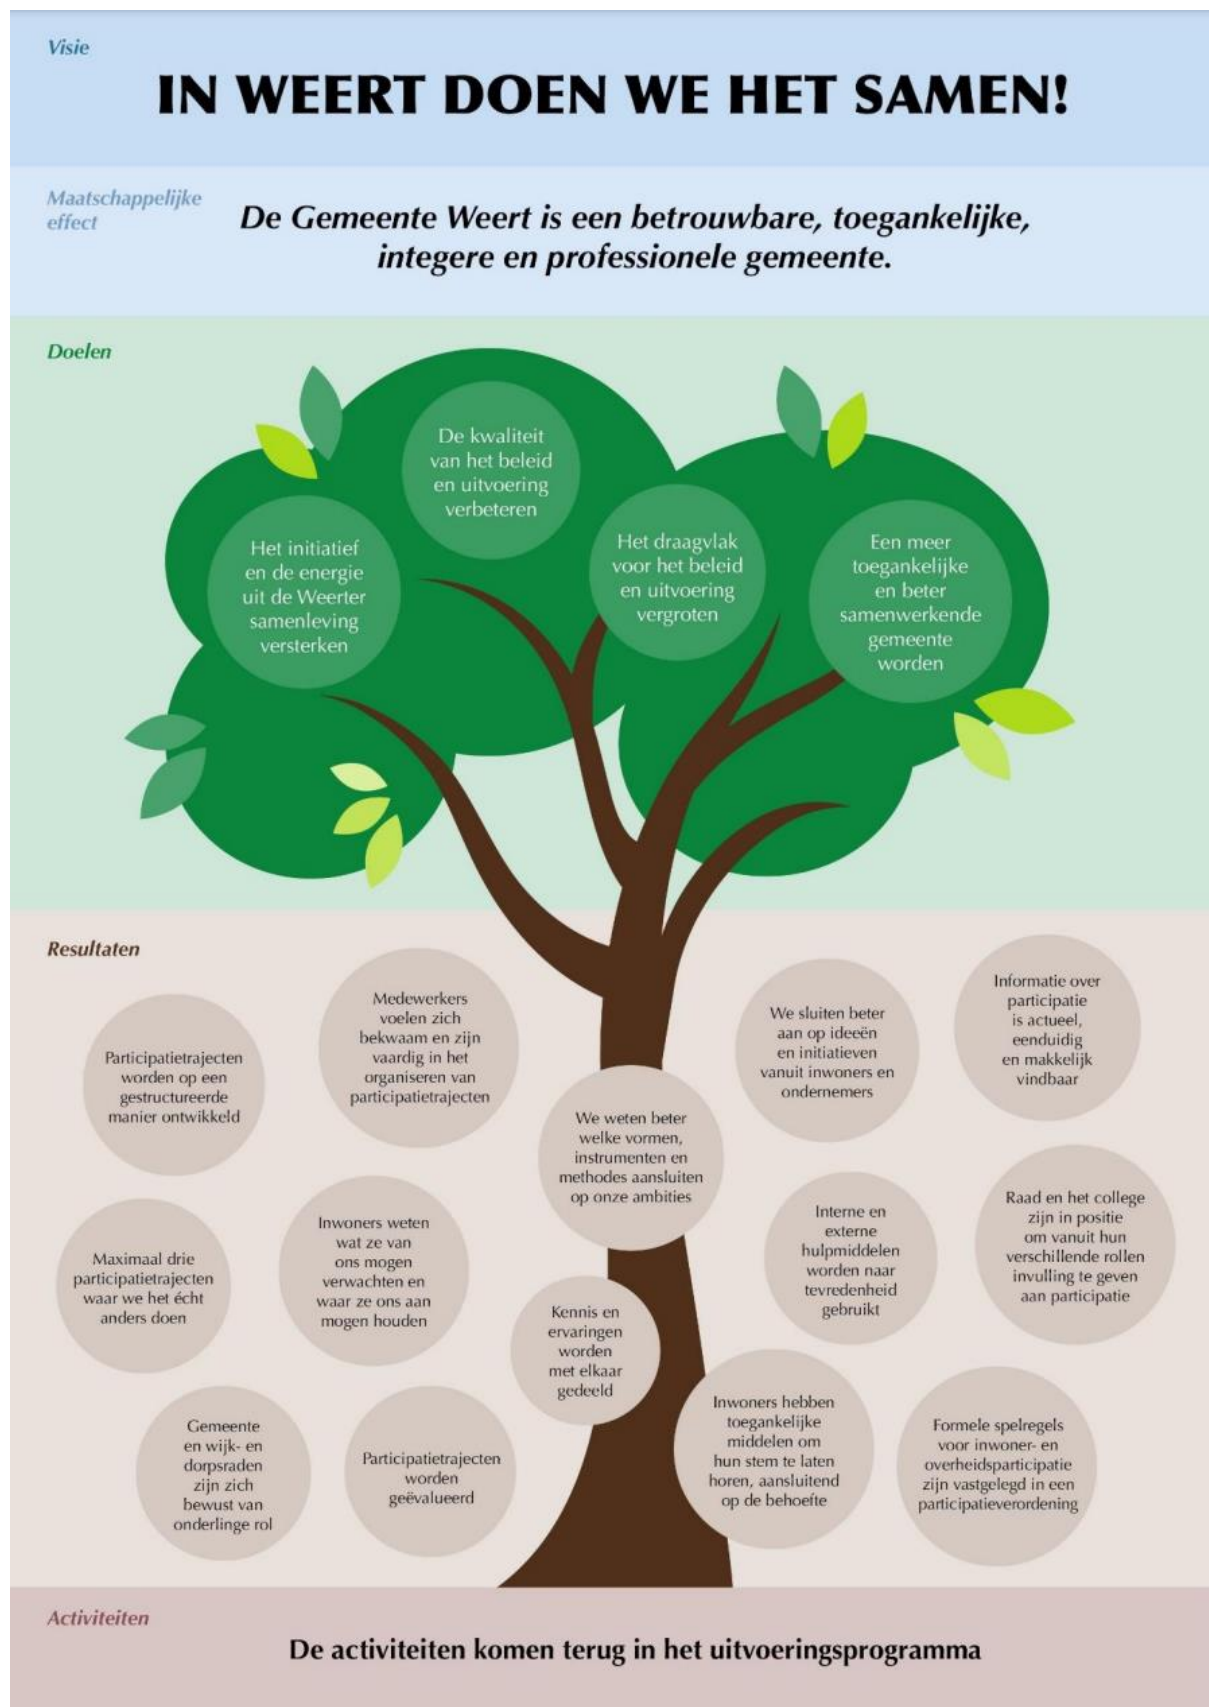 Visie
IN WEERT DOEN WE HET SAMEN!
Maatschappelijke
effect
De Gemeente Weert is een betrouwbare, toegankelijke,
integere en professionele gemeente.
Doelen
De kwaliteit
van het beleid
en uitvoering
verbeteren
Het initiatief
en de energie
uit de Weerter
samenleving
versterken
Het draagvlak
voor het beleid
en uitvoering
vergroten
Een meer
toegankelijke
en beter
samenwerkende
gemeente
worden
Resultaten
Participatietrajecten
worden op een
gestructureerde
manier ontwikkeld
Medewerkers
voelen zich
bekwaam en zijn
vaardig in het
organiseren van
participatietrajecten
We weten beter
welke vormen,
instrumenten en
methodes aansluiten
op onze ambities
We sluiten beter
aan op ideeën
en initiatieven
vanuit inwoners en
ondernemers
Informatie over
participatie
is actueel,
eenduidig
en makkelijk
vindbaar
Maximaal drie
participatietrajecten
waar we het écht
anders doen
Inwoners weten
wat ze van
ons mogen
verwachten en
waar ze ons aan
mogen houden
Kennis en
ervaringen
worden
met elkaar
gedeeld
Interne en
externe
hulpmiddelen
worden naar
tevredenheid
gebruikt
Raad en het college
zijn in positie
om vanuit hun
verschillende rollen
invulling te geven
aan participatie
Gemeente
en wijk- en
dorpsraden
zijn zich
bewust van
onderlinge rol
Participatietrajecten
worden
geëvalueerd
Inwoners hebben
toegankelijke
middelen om
hun stem te laten
horen, aansluitend
op de behoefte
Formele spelregels
voor inwoner- en
overheidsparticipatie
zijn vastgelegd in een
participatieverordening
Activiteiten
De activiteiten komen terug in het uitvoeringsprogramma